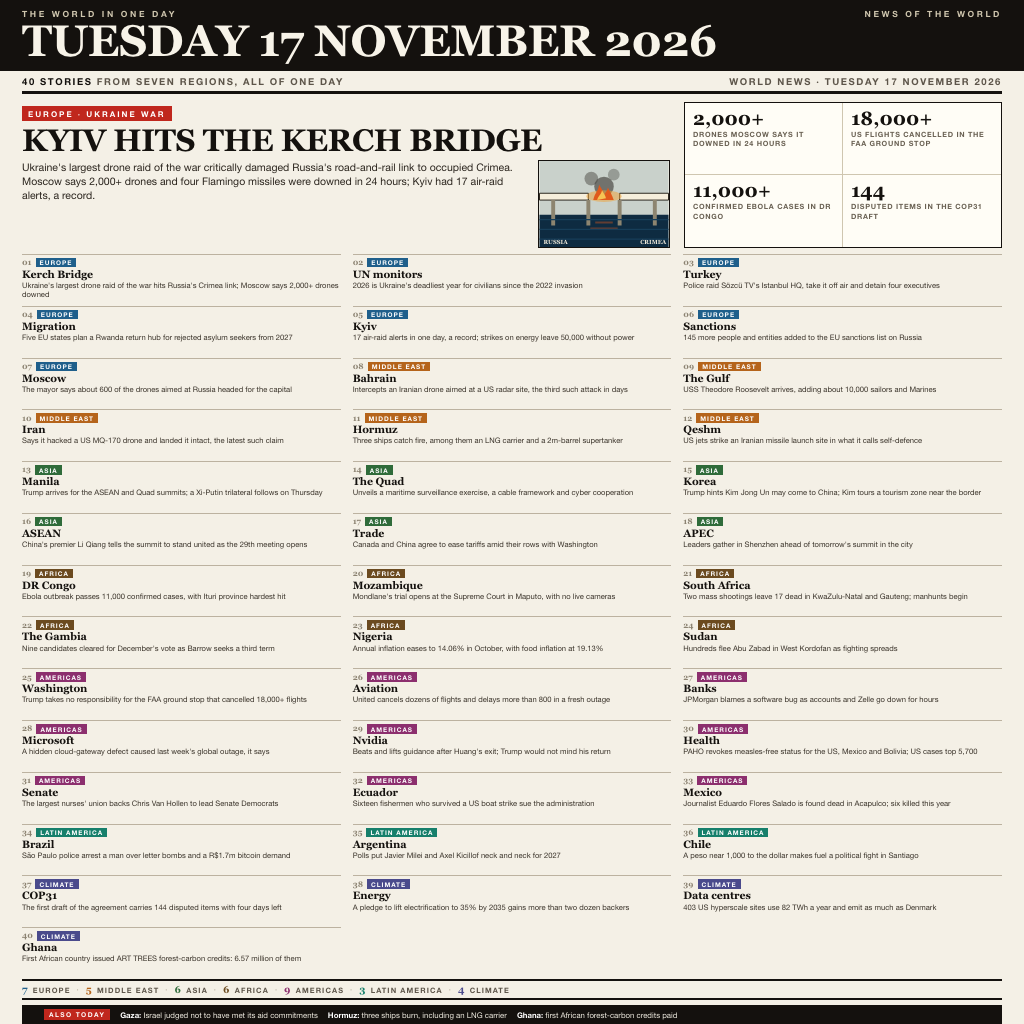 THE WORLD IN ONE DAY
NEWS OF THE WORLD
TUESDAY 17 NOVEMBER 2026
40 STORIES FROM SEVEN REGIONS, ALL OF ONE DAY
WORLD NEWS · TUESDAY 17 NOVEMBER 2026
EUROPE · UKRAINE WAR
KYIV HITS THE KERCH BRIDGE
Ukraine's largest drone raid of the war critically damaged Russia's road-and-rail link to occupied Crimea.
Moscow says 2,000+ drones and four Flamingo missiles were downed in 24 hours; Kyiv had 17 air-raid
alerts, a record.
RUSSIA
CRIMEA
2,000+
DRONES MOSCOW SAYS IT
DOWNED IN 24 HOURS
18,000+
US FLIGHTS CANCELLED IN THE
FAA GROUND STOP
11,000+
CONFIRMED EBOLA CASES IN DR
CONGO
144
DISPUTED ITEMS IN THE COP31
DRAFT
01 EUROPE
Kerch Bridge
Ukraine's largest drone raid of the war hits Russia's Crimea link; Moscow says 2,000+ drones
downed
02 EUROPE
UN monitors
2026 is Ukraine's deadliest year for civilians since the 2022 invasion
03 EUROPE
Turkey
Police raid Sözcü TV's Istanbul HQ, take it off air and detain four executives
04 EUROPE
Migration
Five EU states plan a Rwanda return hub for rejected asylum seekers from 2027
05 EUROPE
Kyiv
17 air-raid alerts in one day, a record; strikes on energy leave 50,000 without power
06 EUROPE
Sanctions
145 more people and entities added to the EU sanctions list on Russia
07 EUROPE
Moscow
The mayor says about 600 of the drones aimed at Russia headed for the capital
08 MIDDLE EAST
Bahrain
Intercepts an Iranian drone aimed at a US radar site, the third such attack in days
09 MIDDLE EAST
The Gulf
USS Theodore Roosevelt arrives, adding about 10,000 sailors and Marines
10 MIDDLE EAST
Iran
Says it hacked a US MQ-170 drone and landed it intact, the latest such claim
11 MIDDLE EAST
Hormuz
Three ships catch fire, among them an LNG carrier and a 2m-barrel supertanker
12 MIDDLE EAST
Qeshm
US jets strike an Iranian missile launch site in what it calls self-defence
13 ASIA
Manila
Trump arrives for the ASEAN and Quad summits; a Xi-Putin trilateral follows on Thursday
14 ASIA
The Quad
Unveils a maritime surveillance exercise, a cable framework and cyber cooperation
15 ASIA
Korea
Trump hints Kim Jong Un may come to China; Kim tours a tourism zone near the border
16 ASIA
ASEAN
China's premier Li Qiang tells the summit to stand united as the 29th meeting opens
17 ASIA
Trade
Canada and China agree to ease tariffs amid their rows with Washington
18 ASIA
APEC
Leaders gather in Shenzhen ahead of tomorrow's summit in the city
19 AFRICA
DR Congo
Ebola outbreak passes 11,000 confirmed cases, with Ituri province hardest hit
20 AFRICA
Mozambique
Mondlane's trial opens at the Supreme Court in Maputo, with no live cameras
21 AFRICA
South Africa
Two mass shootings leave 17 dead in KwaZulu-Natal and Gauteng; manhunts begin
22 AFRICA
The Gambia
Nine candidates cleared for December's vote as Barrow seeks a third term
23 AFRICA
Nigeria
Annual inflation eases to 14.06% in October, with food inflation at 19.13%
24 AFRICA
Sudan
Hundreds flee Abu Zabad in West Kordofan as fighting spreads
25 AMERICAS
Washington
Trump takes no responsibility for the FAA ground stop that cancelled 18,000+ flights
26 AMERICAS
Aviation
United cancels dozens of flights and delays more than 800 in a fresh outage
27 AMERICAS
Banks
JPMorgan blames a software bug as accounts and Zelle go down for hours
28 AMERICAS
Microsoft
A hidden cloud-gateway defect caused last week's global outage, it says
29 AMERICAS
Nvidia
Beats and lifts guidance after Huang's exit; Trump would not mind his return
30 AMERICAS
Health
PAHO revokes measles-free status for the US, Mexico and Bolivia; US cases top 5,700
31 AMERICAS
Senate
The largest nurses' union backs Chris Van Hollen to lead Senate Democrats
32 AMERICAS
Ecuador
Sixteen fishermen who survived a US boat strike sue the administration
33 AMERICAS
Mexico
Journalist Eduardo Flores Salado is found dead in Acapulco; six killed this year
34 LATIN AMERICA
Brazil
São Paulo police arrest a man over letter bombs and a R$1.7m bitcoin demand
35 LATIN AMERICA
Argentina
Polls put Javier Milei and Axel Kicillof neck and neck for 2027
36 LATIN AMERICA
Chile
A peso near 1,000 to the dollar makes fuel a political fight in Santiago
37 CLIMATE
COP31
The first draft of the agreement carries 144 disputed items with four days left
38 CLIMATE
Energy
A pledge to lift electrification to 35% by 2035 gains more than two dozen backers
39 CLIMATE
Data centres
403 US hyperscale sites use 82 TWh a year and emit as much as Denmark
40 CLIMATE
Ghana
First African country issued ART TREES forest-carbon credits: 6.57 million of them
7 EUROPE · 5 MIDDLE EAST · 6 ASIA · 6 AFRICA · 9 AMERICAS · 3 LATIN AMERICA · 4 CLIMATE
ALSO TODAY Gaza: Israel judged not to have met its aid commitments Hormuz: three ships burn, including an LNG carrier Ghana: first African forest-carbon credits paid